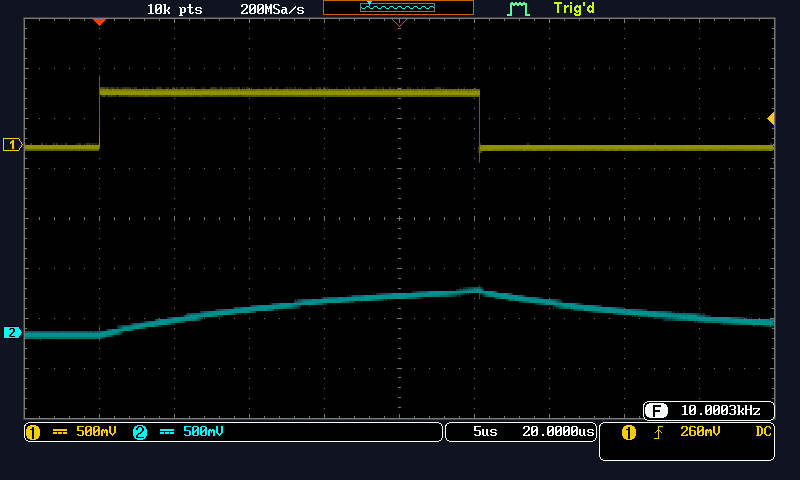 10k pts 200MSa/s Trig'd
1
2
F 10.0003kHz
1 500mV 2 500mV 5us 20.0000us 1 260mV DC